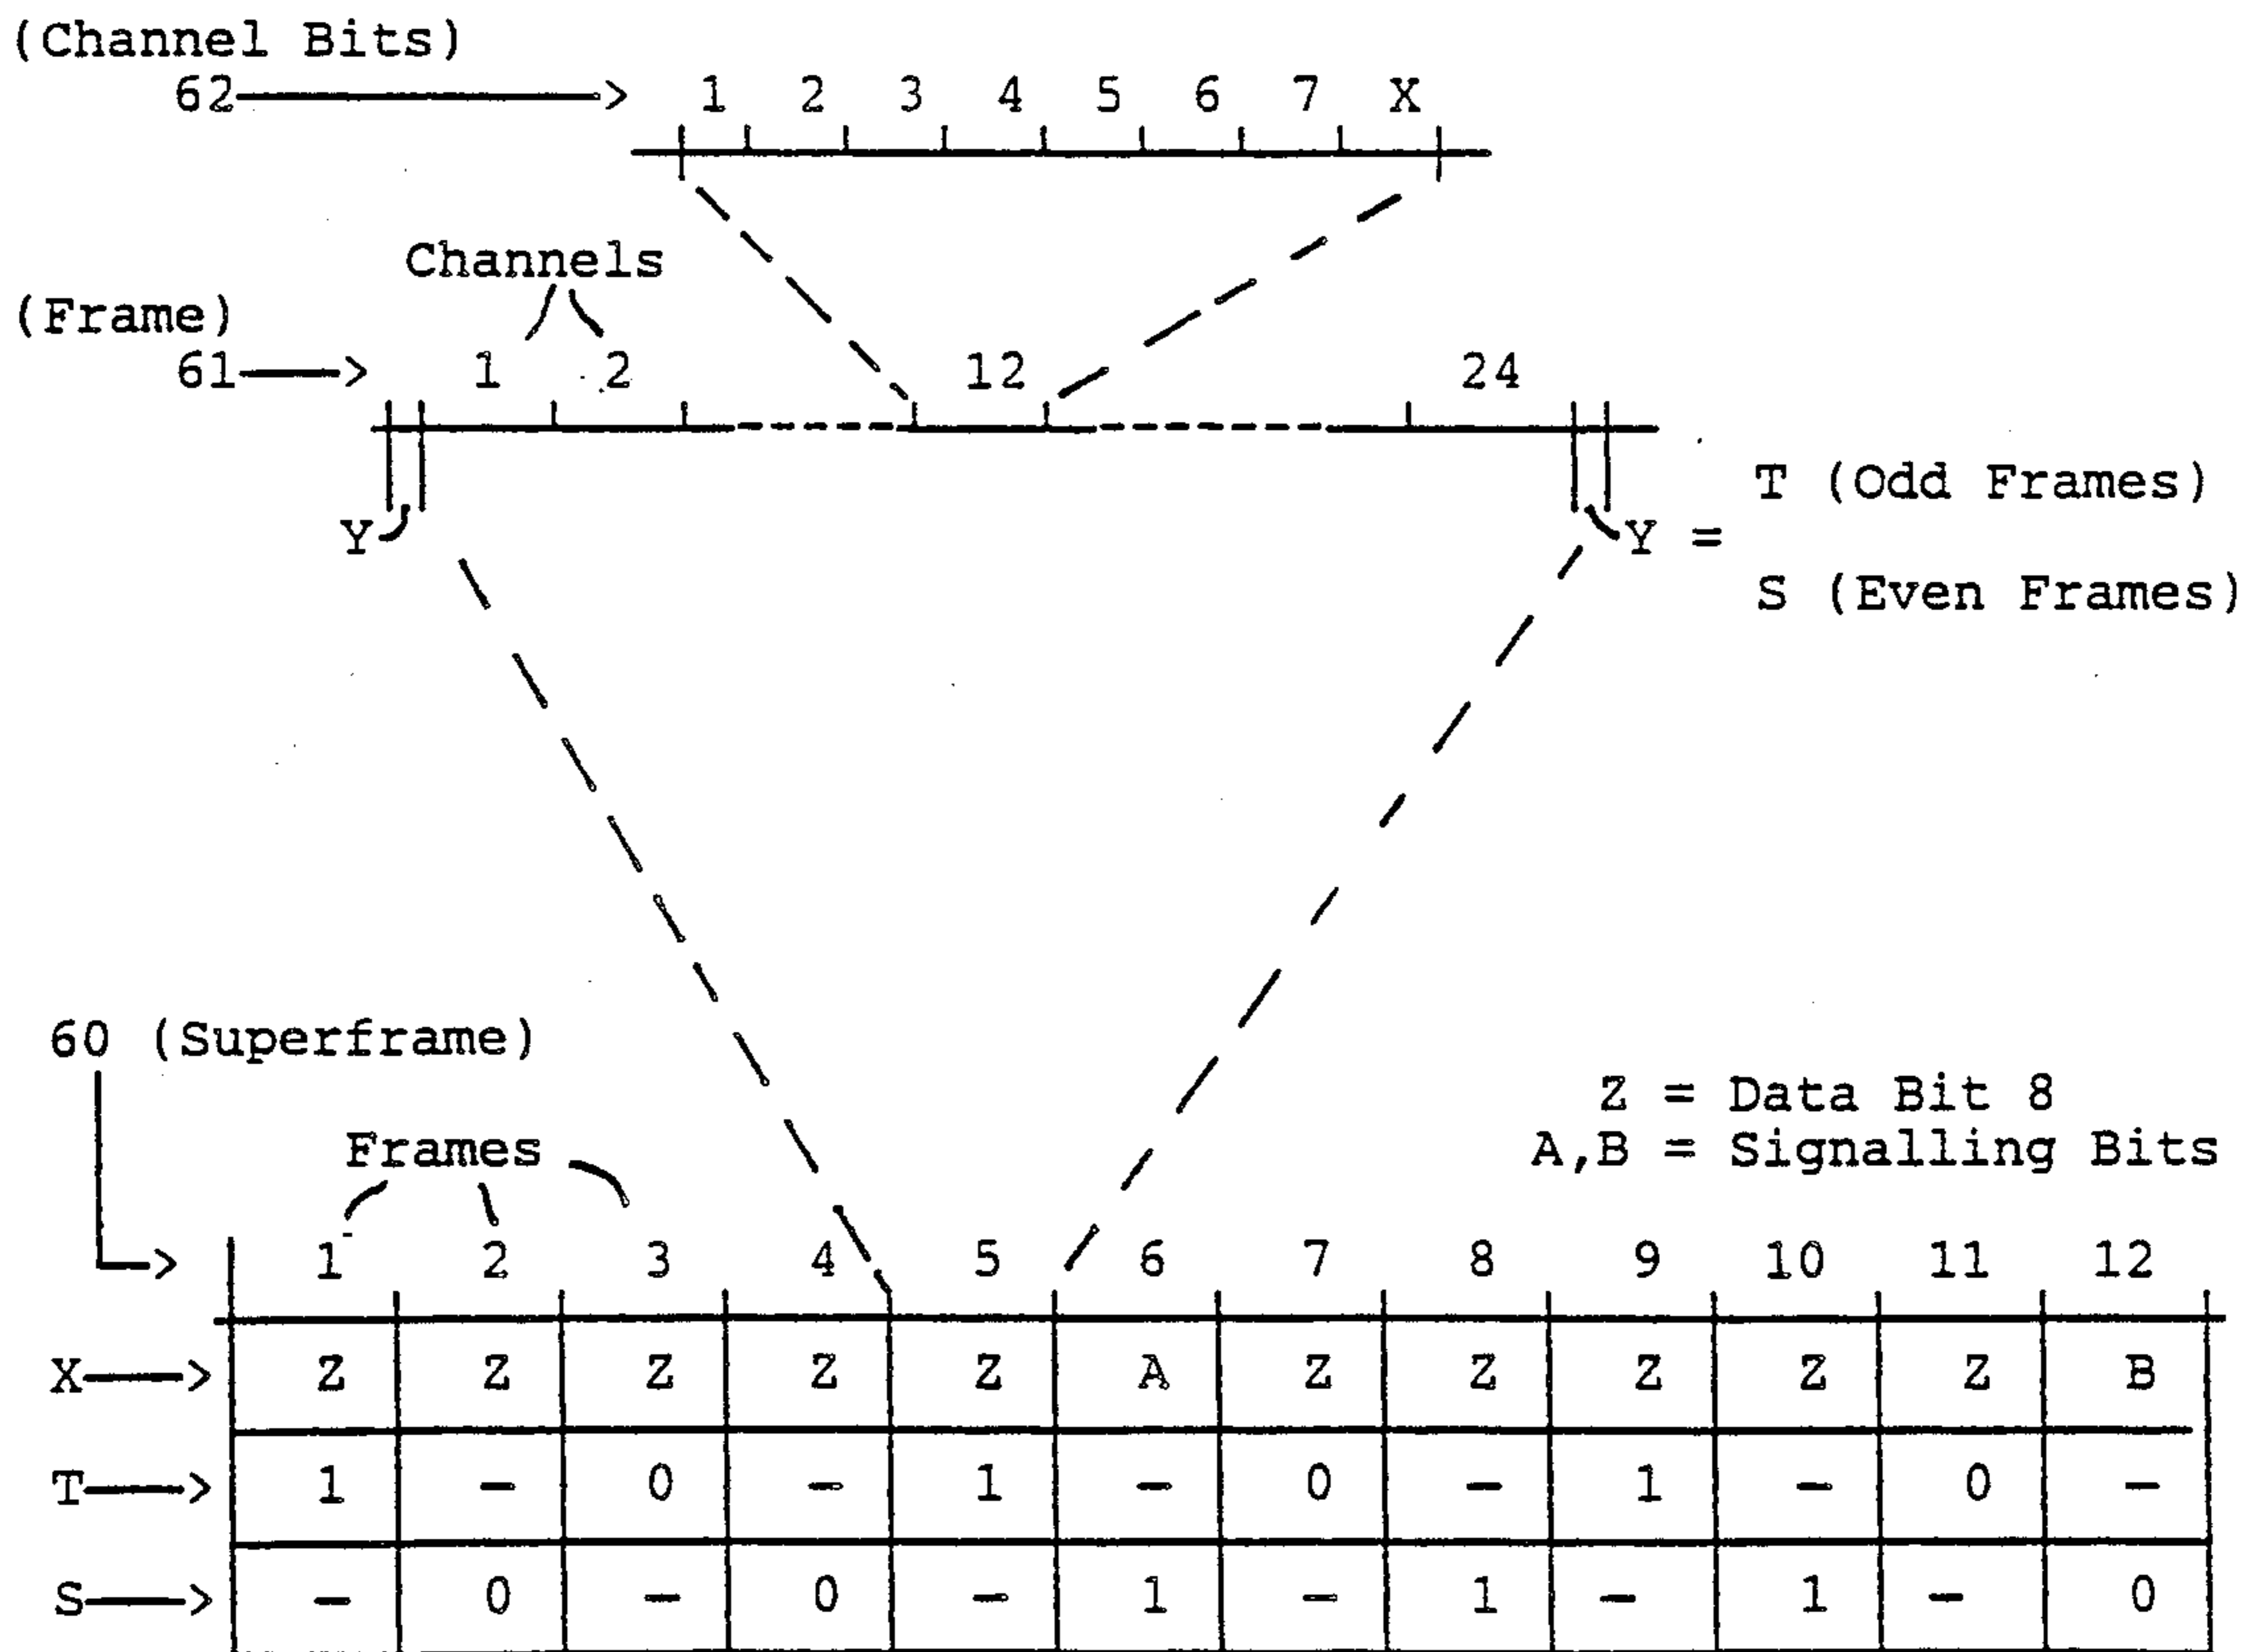 (Channel Bits)
62 1 2 3 4 5 6 7 X
Channels
(Frame)
61 1 2 12 24
T (Odd Frames)
Y Y =
S (Even Frames)
60 (Superframe)
Z = Data Bit 8
A,B = Signalling Bits
Frames
1 2 3 4 5 6 7 8 9 10 11 12
X Z Z Z Z Z A Z Z Z Z Z B
T 1 – 0 – 1 – 0 – 1 – 0 –
S – 0 – 0 – 1 – 1 – 1 – 0